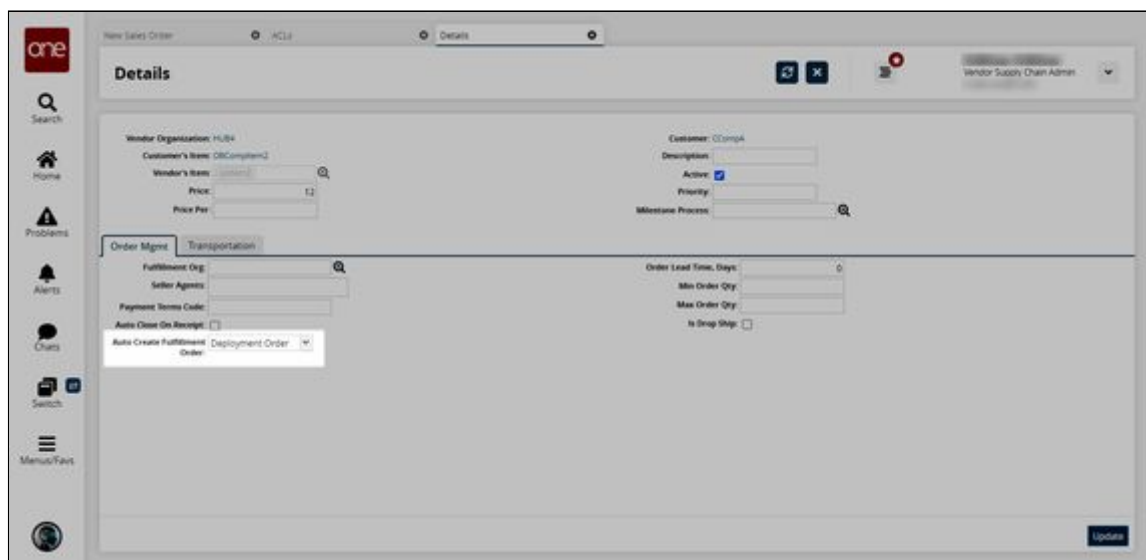 one
New Sales Order
ACLs
Details
Details
Vendor Supply Chain Admin
Search
Home
Problems
Alerts
Chats
Switch
Menus/Favs
Vendor Organization: HUB4
Customer: CCompA
Customer's Item: OBCompItem2
Description:
Vendor's Item:
Active:
Price: 12
Priority:
Price Per:
Milestone Process:
Order Mgmt
Transportation
Fulfillment Org:
Order Lead Time, Days: 0
Seller Agents:
Min Order Qty:
Payment Terms Code:
Max Order Qty:
Auto Close On Receipt:
Is Drop Ship:
Auto Create Fulfillment Deployment Order
Order:
Update